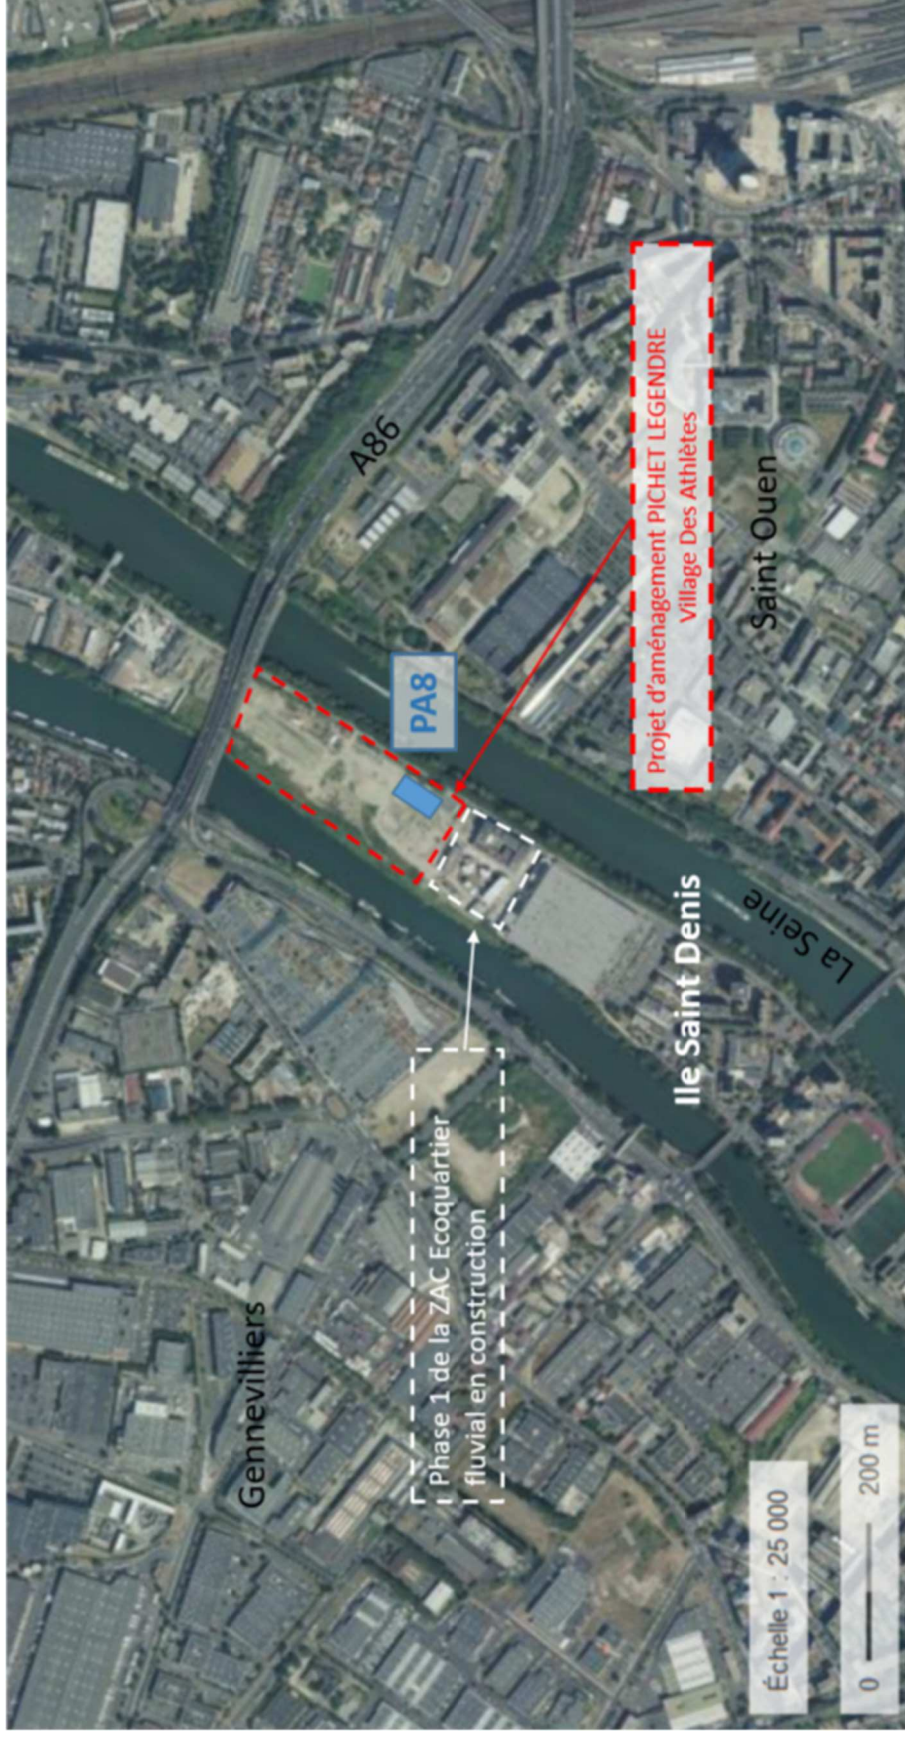 Gennevilliers
A86
Phase 1 de la ZAC Ecoquartier
fluvial en construction
PA8
Projet d'aménagement PICHET LEGENDRE
Village Des Athlètes
Ile Saint Denis
La Seine
Saint Ouen
Échelle 1 : 25 000
0 200 m